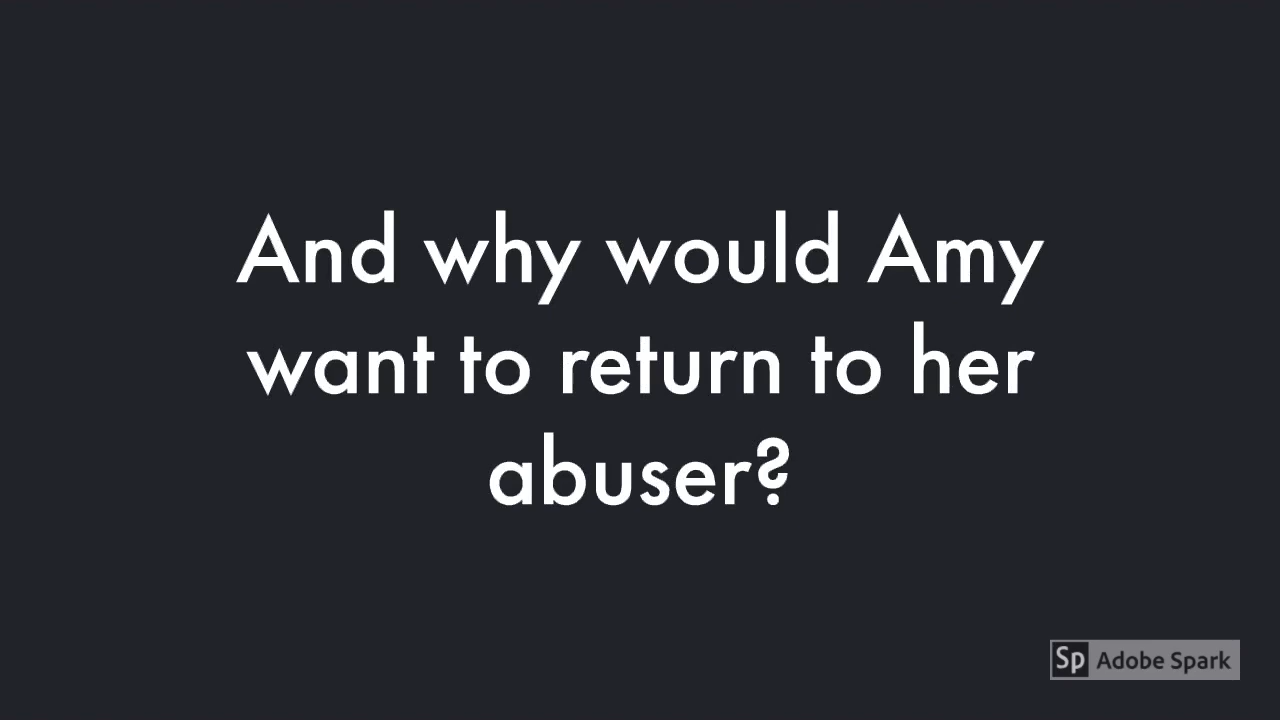 And why would Amy
want to return to her
abuser?
Sp Adobe Spark